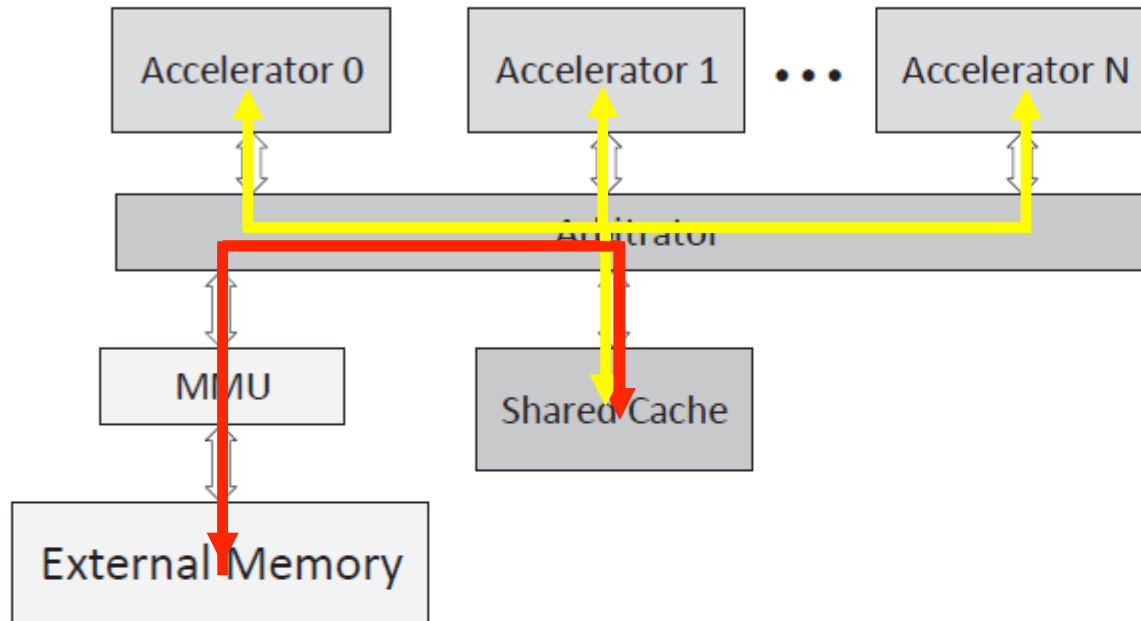 Accelerator 0
Accelerator 1
•••
Accelerator N
Arbitrator
MMU
Shared Cache
External Memory